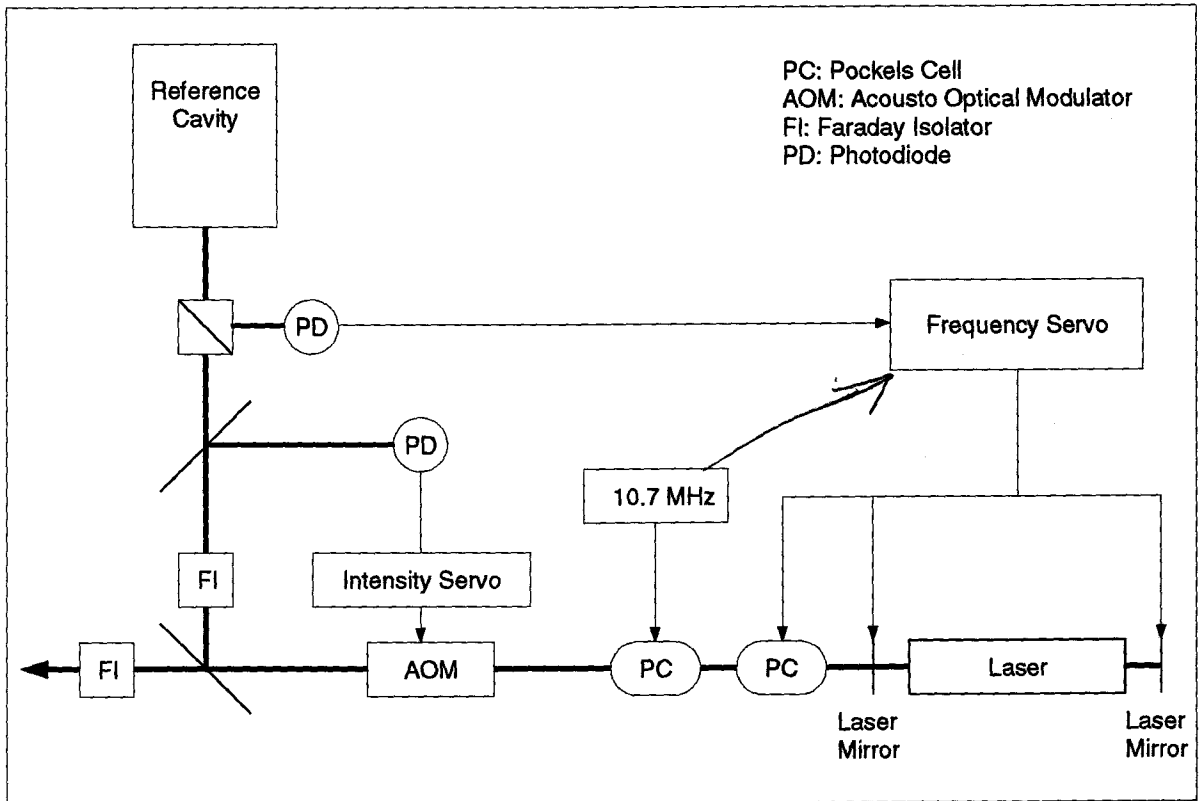 Reference
Cavity
PC: Pockels Cell
AOM: Acousto Optical Modulator
FI: Faraday Isolator
PD: Photodiode
PD
Frequency Servo
PD
10.7 MHz
FI
Intensity Servo
FI
AOM
PC
PC
Laser
Laser
Mirror
Laser
Mirror